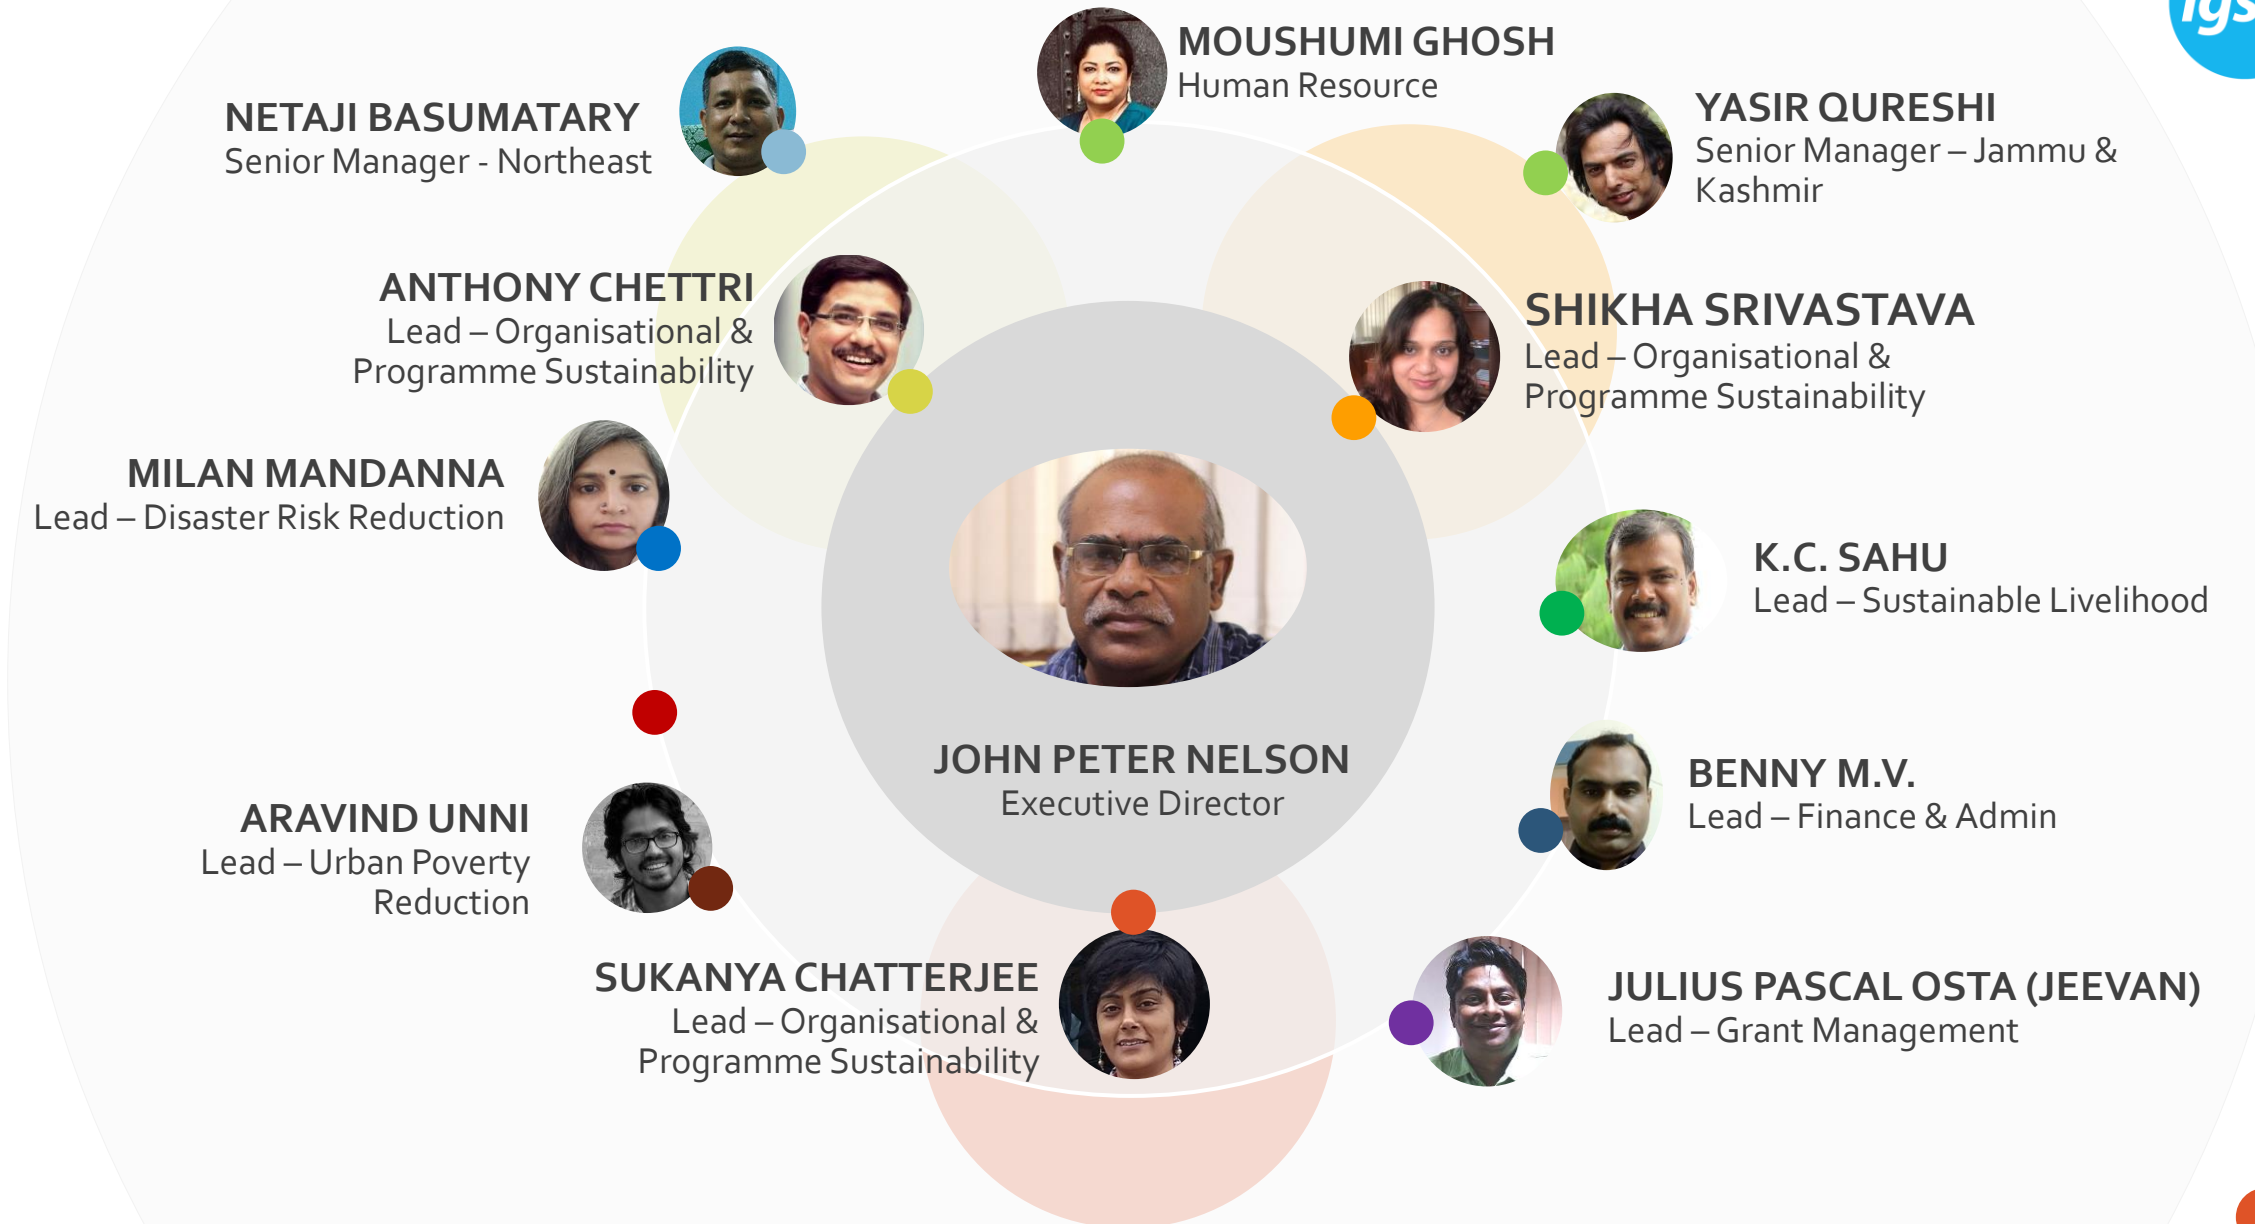 igs
MOUSHUMI GHOSH
Human Resource
NETAJI BASUMATARY
Senior Manager - Northeast
YASIR QURESHI
Senior Manager – Jammu &
Kashmir
ANTHONY CHETTRI
Lead – Organisational &
Programme Sustainability
SHIKHA SRIVASTAVA
Lead – Organisational &
Programme Sustainability
MILAN MANDANNA
Lead – Disaster Risk Reduction
K.C. SAHU
Lead – Sustainable Livelihood
JOHN PETER NELSON
Executive Director
BENNY M.V.
Lead – Finance & Admin
ARAVIND UNNI
Lead – Urban Poverty
Reduction
SUKANYA CHATTERJEE
Lead – Organisational &
Programme Sustainability
JULIUS PASCAL OSTA (JEEVAN)
Lead – Grant Management